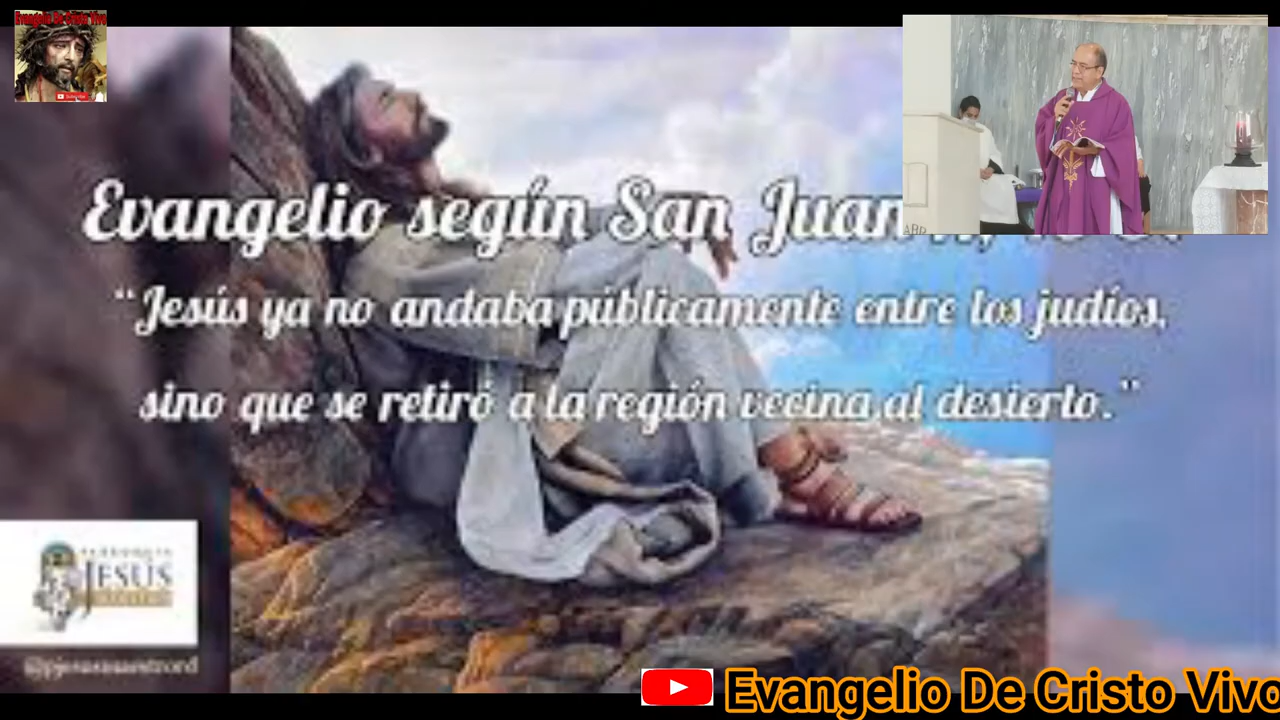 Evangelio De Cristo Vivo
Evangelio según San Juan
“Jesús ya no andaba públicamente entre los judíos,
sino que se retiró a la región vecina al desierto.”
JESÚS
Evangelio De Cristo Vivo